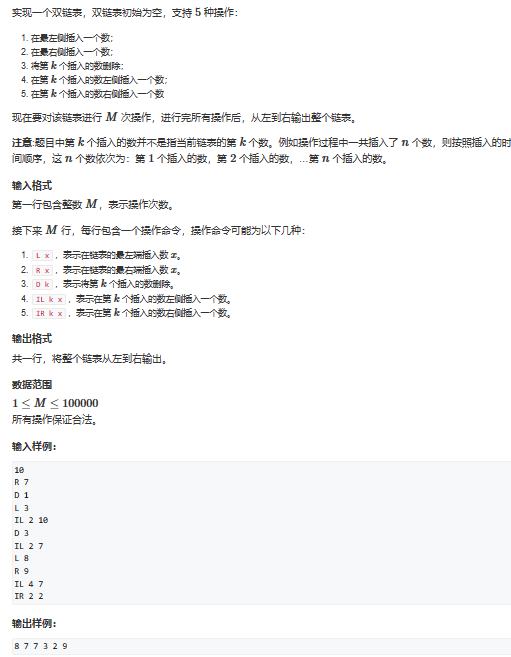 实现一个双链表，双链表初始为空，支持 5 种操作：
1. 在最左侧插入一个数；
2. 在最右侧插入一个数；
3. 将第 k 个插入的数删除；
4. 在第 k 个插入的数左侧插入一个数；
5. 在第 k 个插入的数右侧插入一个数
现在要对该链表进行 M 次操作，进行完所有操作后，从左到右输出整个链表。
注意:题目中第 k 个插入的数并不是指当前链表的第 k 个数。例如操作过程中一共插入了 n 个数，则按照插入的时
间顺序，这 n 个数依次为：第 1 个插入的数，第 2 个插入的数，…第 n 个插入的数。
输入格式
第一行包含整数 M，表示操作次数。
接下来 M 行，每行包含一个操作命令，操作命令可能为以下几种：
1. L x ，表示在链表的最左端插入数 x。
2. R x ，表示在链表的最右端插入数 x。
3. D k ，表示将第 k 个插入的数删除。
4. IL k x ，表示在第 k 个插入的数左侧插入一个数。
5. IR k x ，表示在第 k 个插入的数右侧插入一个数。
输出格式
共一行，将整个链表从左到右输出。
数据范围
1 ≤ M ≤ 100000
所有操作保证合法。
输入样例：
10
R 7
D 1
L 3
IL 2 10
D 3
IL 2 7
L 8
R 9
IL 4 7
IR 2 2
输出样例：
8 7 7 3 2 9